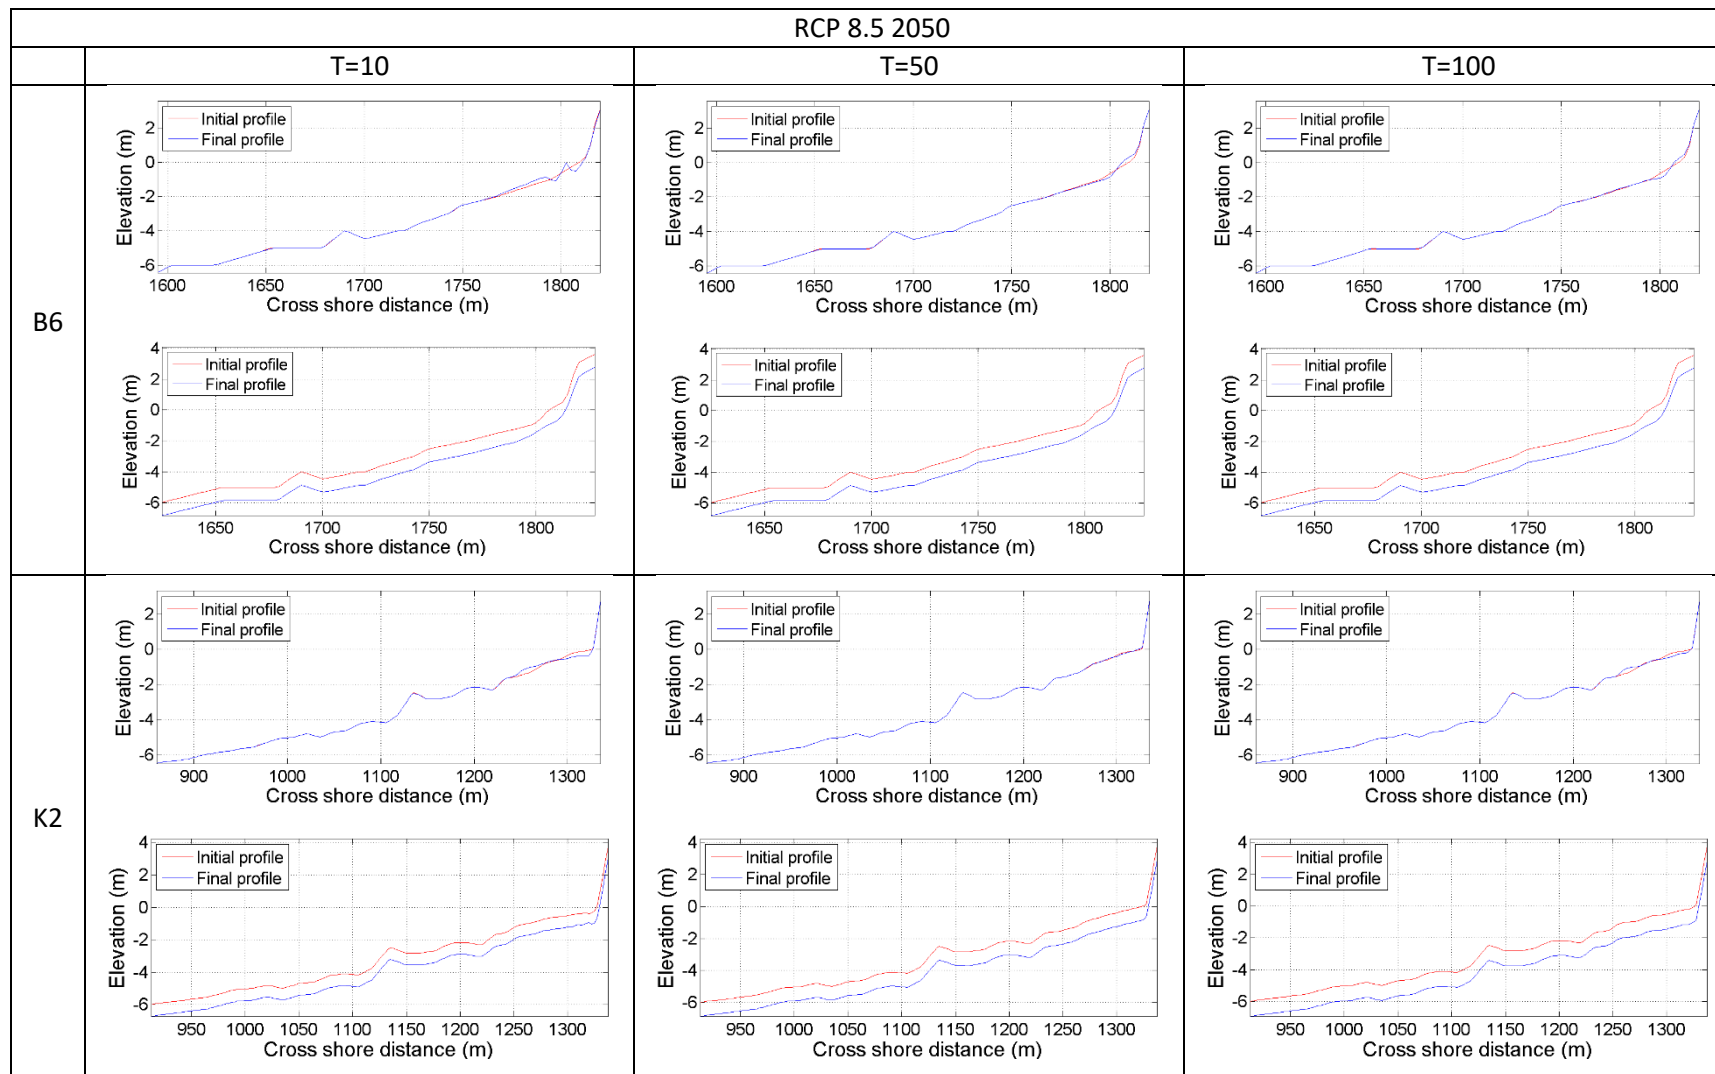 RCP 8.5 2050
T=10 T=50 T=100
B6
Initial profile
Final profile
Elevation (m)
2
0
-2
-4
-6
1600 1650 1700 1750 1800
Cross shore distance (m)
Initial profile
Final profile
Elevation (m)
2
0
-2
-4
-6
1600 1650 1700 1750 1800
Cross shore distance (m)
Initial profile
Final profile
Elevation (m)
2
0
-2
-4
-6
1600 1650 1700 1750 1800
Cross shore distance (m)
Initial profile
Final profile
Elevation (m)
4
2
0
-2
-4
-6
1650 1700 1750 1800
Cross shore distance (m)
Initial profile
Final profile
Elevation (m)
4
2
0
-2
-4
-6
1650 1700 1750 1800
Cross shore distance (m)
Initial profile
Final profile
Elevation (m)
4
2
0
-2
-4
-6
1650 1700 1750 1800
Cross shore distance (m)
K2
Initial profile
Final profile
Elevation (m)
2
0
-2
-4
-6
900 1000 1100 1200 1300
Cross shore distance (m)
Initial profile
Final profile
Elevation (m)
2
0
-2
-4
-6
900 1000 1100 1200 1300
Cross shore distance (m)
Initial profile
Final profile
Elevation (m)
2
0
-2
-4
-6
900 1000 1100 1200 1300
Cross shore distance (m)
Initial profile
Final profile
Elevation (m)
4
2
0
-2
-4
-6
950 1000 1050 1100 1150 1200 1250 1300
Cross shore distance (m)
Initial profile
Final profile
Elevation (m)
4
2
0
-2
-4
-6
950 1000 1050 1100 1150 1200 1250 1300
Cross shore distance (m)
Initial profile
Final profile
Elevation (m)
4
2
0
-2
-4
-6
950 1000 1050 1100 1150 1200 1250 1300
Cross shore distance (m)